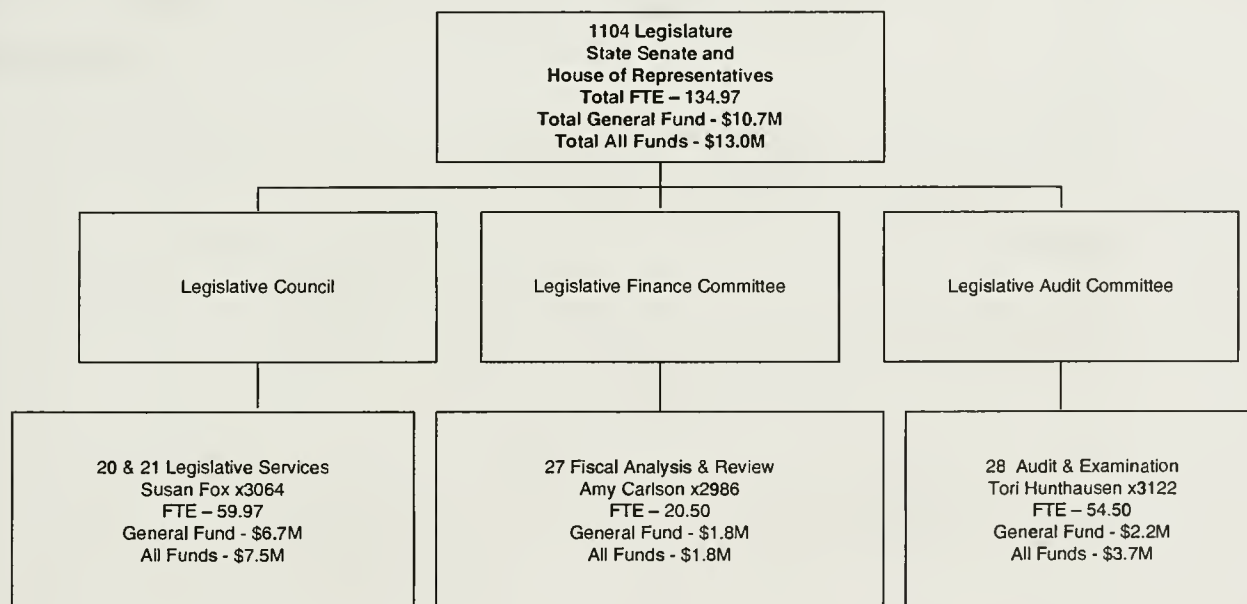 1104 Legislature
State Senate and
House of Representatives
Total FTE – 134.97
Total General Fund - $10.7M
Total All Funds - $13.0M
Legislative Council
Legislative Finance Committee
Legislative Audit Committee
20 & 21 Legislative Services
Susan Fox x3064
FTE – 59.97
General Fund - $6.7M
All Funds - $7.5M
27 Fiscal Analysis & Review
Amy Carlson x2986
FTE – 20.50
General Fund - $1.8M
All Funds - $1.8M
28 Audit & Examination
Tori Hunthausen x3122
FTE – 54.50
General Fund - $2.2M
All Funds - $3.7M